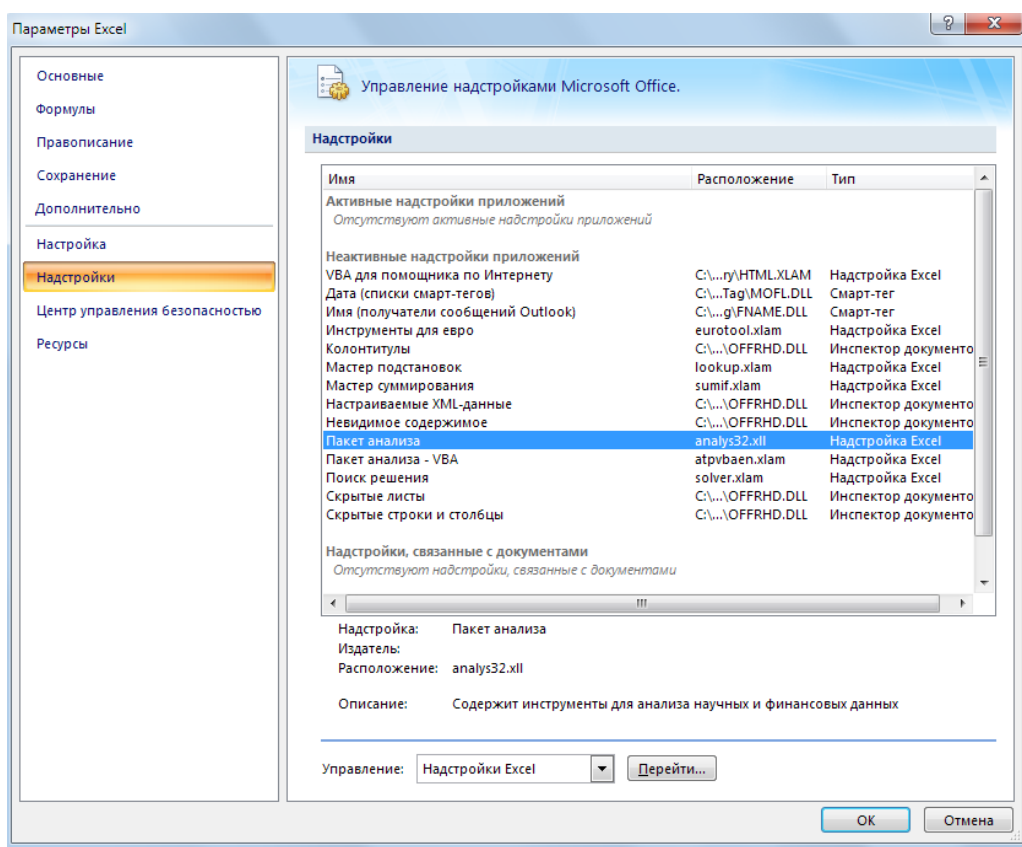 Параметры Excel
Основные
Формулы
Правописание
Сохранение
Дополнительно
Настройка
Надстройки
Центр управления безопасностью
Ресурсы
Управление надстройками Microsoft Office.
Надстройки
Имя Расположение Тип
Активные надстройки приложений
Отсутствуют активные надстройки приложений
Неактивные надстройки приложений
VBA для помощника по Интернету C:\...ry\HTML.XLAM Надстройка Excel
Дата (списки смарт-тегов) C:\...Tag\MOFL.DLL Смарт-тег
Имя (получатели сообщений Outlook) C:\...g\FNAME.DLL Смарт-тег
Инструменты для евро eurotool.xlam Надстройка Excel
Колонтитулы C:\...\OFFRHD.DLL Инспектор документо
Мастер подстановок lookup.xlam Надстройка Excel
Мастер суммирования sumif.xlam Надстройка Excel
Настраиваемые XML-данные C:\...\OFFRHD.DLL Инспектор документо
Невидимое содержимое C:\...\OFFRHD.DLL Инспектор документо
Пакет анализа analys32.xll Надстройка Excel
Пакет анализа - VBA atpvbaen.xlam Надстройка Excel
Поиск решения solver.xlam Надстройка Excel
Скрытые листы C:\...\OFFRHD.DLL Инспектор документо
Скрытые строки и столбцы C:\...\OFFRHD.DLL Инспектор документо
Надстройки, связанные с документами
Отсутствуют надстройки, связанные с документами
Надстройка: Пакет анализа
Издатель:
Расположение: analys32.xll
Описание: Содержит инструменты для анализа научных и финансовых данных
Управление: Надстройки Excel Перейти...
ОК Отмена